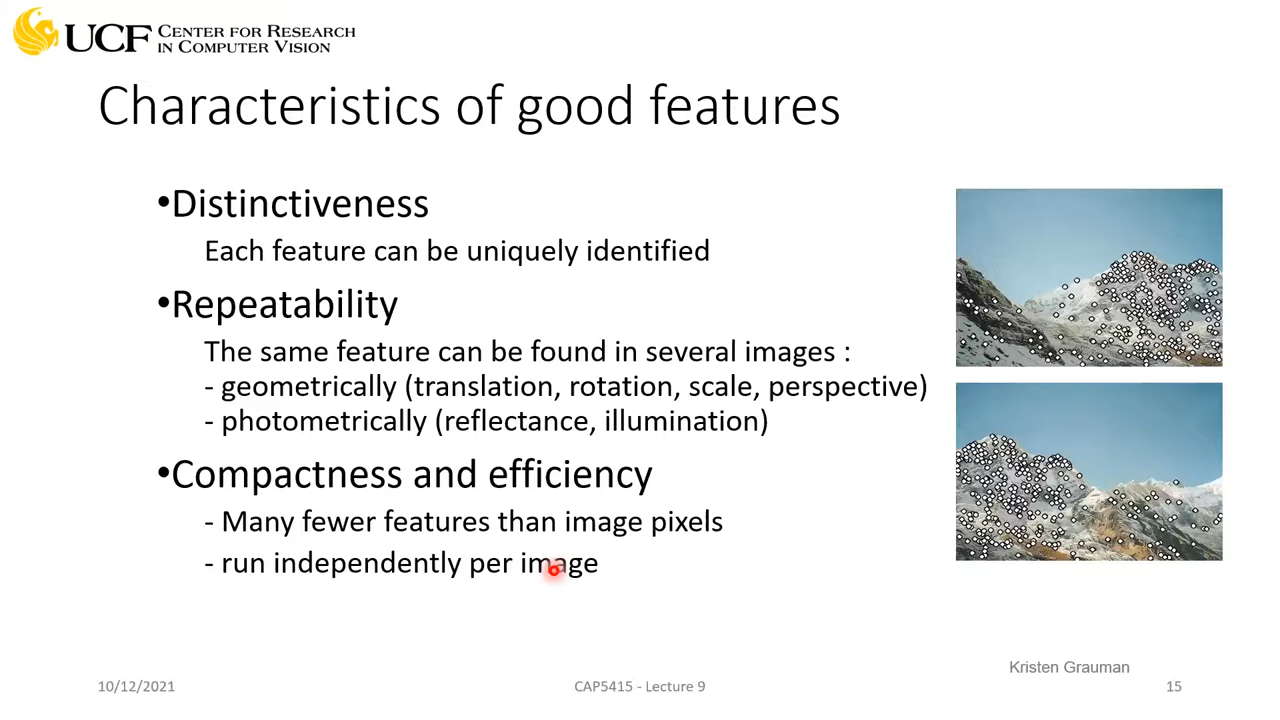 UCF CENTER FOR RESEARCH
IN COMPUTER VISION
Characteristics of good features
•Distinctiveness
Each feature can be uniquely identified
•Repeatability
The same feature can be found in several images :
- geometrically (translation, rotation, scale, perspective)
- photometrically (reflectance, illumination)
•Compactness and efficiency
- Many fewer features than image pixels
- run independently per image
Kristen Grauman
10/12/2021
CAP5415 - Lecture 9
15